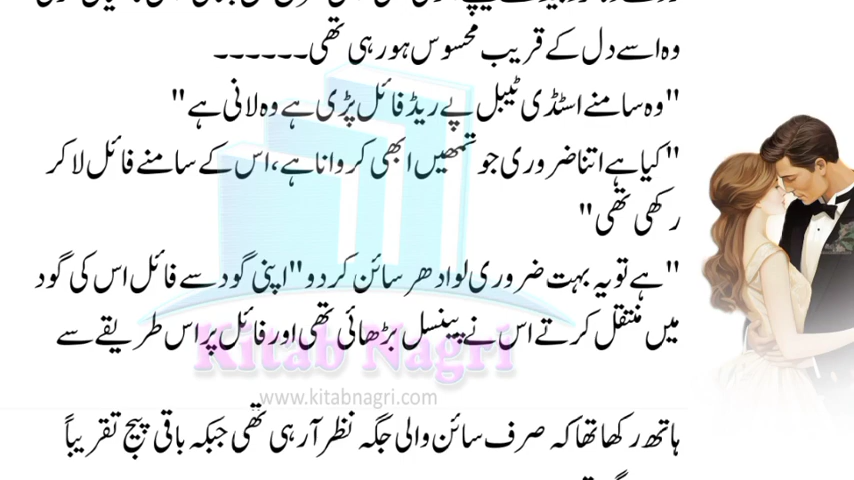 وہ اسے دل کے قریب محسوس ہو رہی تھی۔۔۔۔۔۔
"وہ سامنے اسٹڈی ٹیبل پے ریڈ فائل پڑی ہے وہ لانی ہے"
"کیا ہے اتنا ضروری جو تمھیں ابھی کروانا ہے، اس کے سامنے فائل لا کر
رکھی تھی"
"ہے تو یہ بہت ضروری لو ادھر سائن کر دو" اپنی گود سے فائل اس کی گود
میں منتقل کرتے اس نے پینسل بڑھائی تھی اور فائل پر اس طریقے سے
Kitab Nagri
www.kitabnagri.com
ہاتھ رکھا تھا کہ صرف سائن والی جگہ نظر آ رہی تھی جبکہ باقی پیج تقریباً